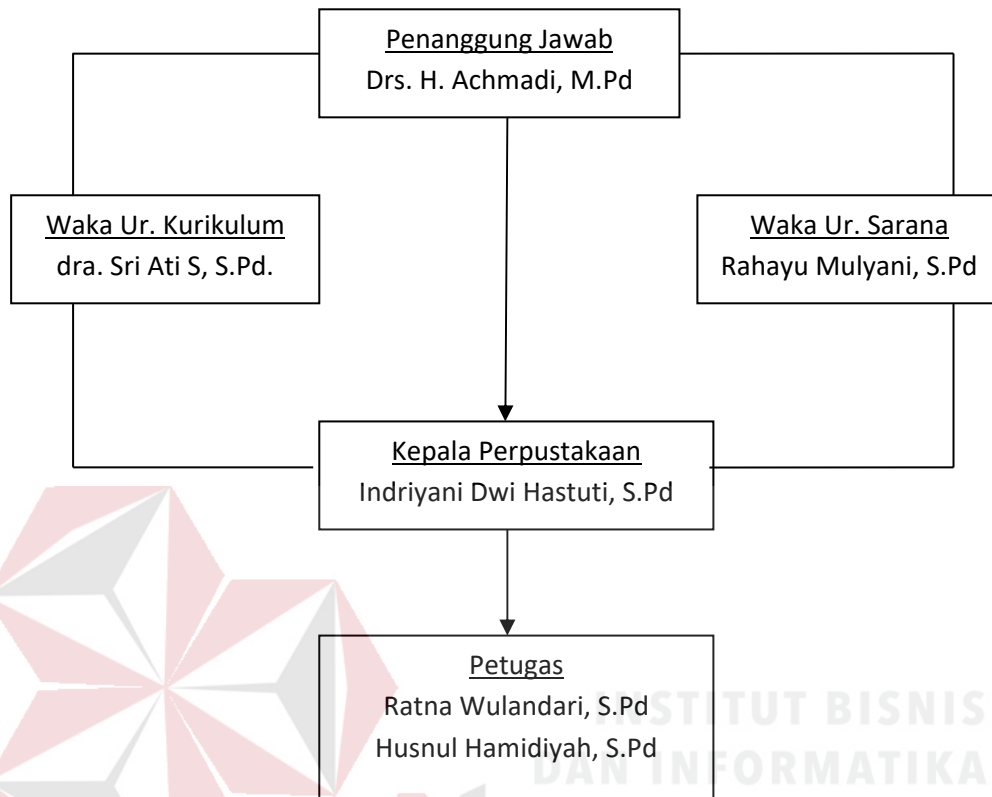 Penanggung Jawab
Drs. H. Achmadi, M.Pd
Waka Ur. Kurikulum
dra. Sri Ati S, S.Pd.
Waka Ur. Sarana
Rahayu Mulyani, S.Pd
Kepala Perpustakaan
Indriyani Dwi Hastuti, S.Pd
Petugas
Ratna Wulandari, S.Pd
Husnul Hamidiyah, S.Pd
INSTITUT BISNIS
DAN INFORMATIKA